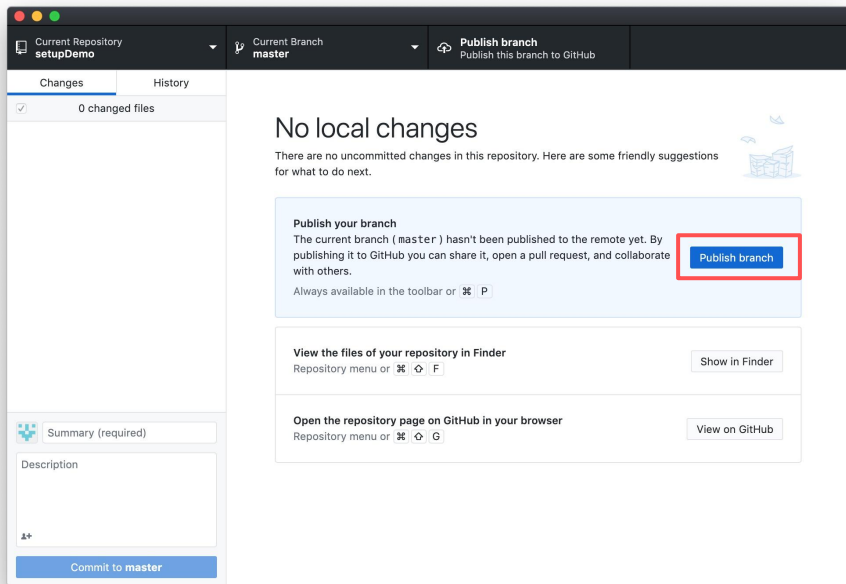 Current Repository
setupDemo
Current Branch
master
Publish branch
Publish this branch to GitHub
Changes
History
0 changed files
No local changes
There are no uncommitted changes in this repository. Here are some friendly suggestions
for what to do next.
Publish your branch
The current branch (master) hasn't been published to the remote yet. By
publishing it to GitHub you can share it, open a pull request, and collaborate
with others.
Always available in the toolbar or ⌘ P
Publish branch
View the files of your repository in Finder
Repository menu or ⌘ ⇧ F
Show in Finder
Open the repository page on GitHub in your browser
Repository menu or ⌘ ⇧ G
View on GitHub
Summary (required)
Description
Commit to master